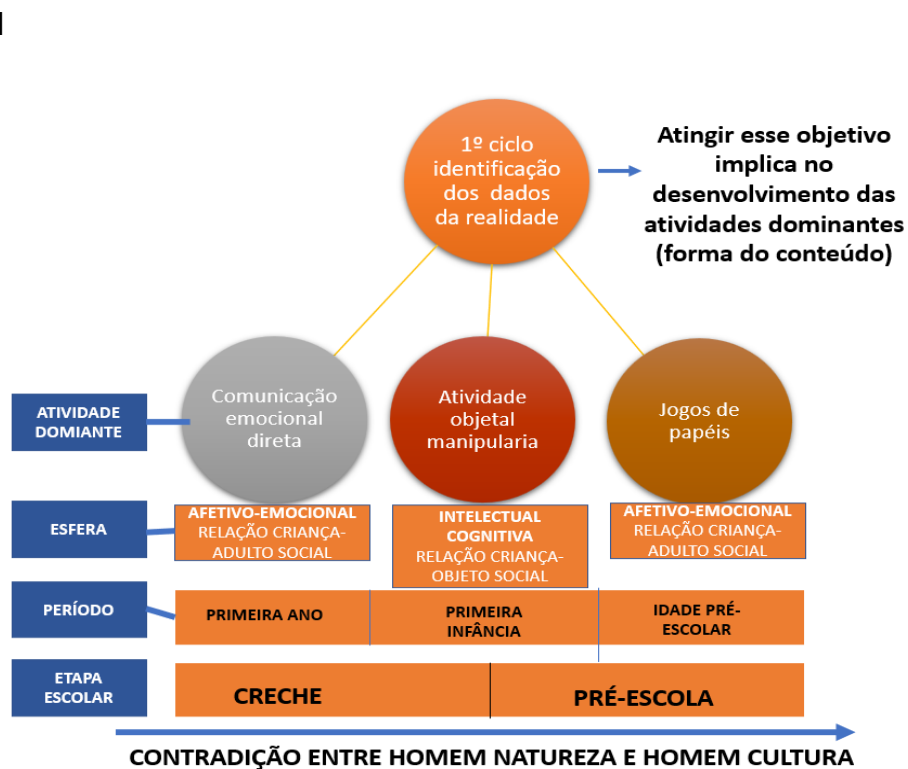 1º ciclo
identificação
dos dados
da realidade
Atingir esse objetivo
implica no
desenvolvimento das
atividades dominantes
(forma do conteúdo)
ATIVIDADE
DOMIANTE
Comunicação
emocional
direta
Atividade
objetal
manipularia
Jogos de
papéis
ESFERA
AFETIVO-EMOCIONAL
RELAÇÃO CRIANÇA-
ADULTO SOCIAL
INTELECTUAL
COGNITIVA
RELAÇÃO CRIANÇA-
OBJETO SOCIAL
AFETIVO-EMOCIONAL
RELAÇÃO CRIANÇA-
ADULTO SOCIAL
PERÍODO
PRIMEIRA ANO
PRIMEIRA
INFÂNCIA
IDADE PRÉ-
ESCOLAR
ETAPA
ESCOLAR
CRECHE
PRÉ-ESCOLA
CONTRADIÇÃO ENTRE HOMEM NATUREZA E HOMEM CULTURA